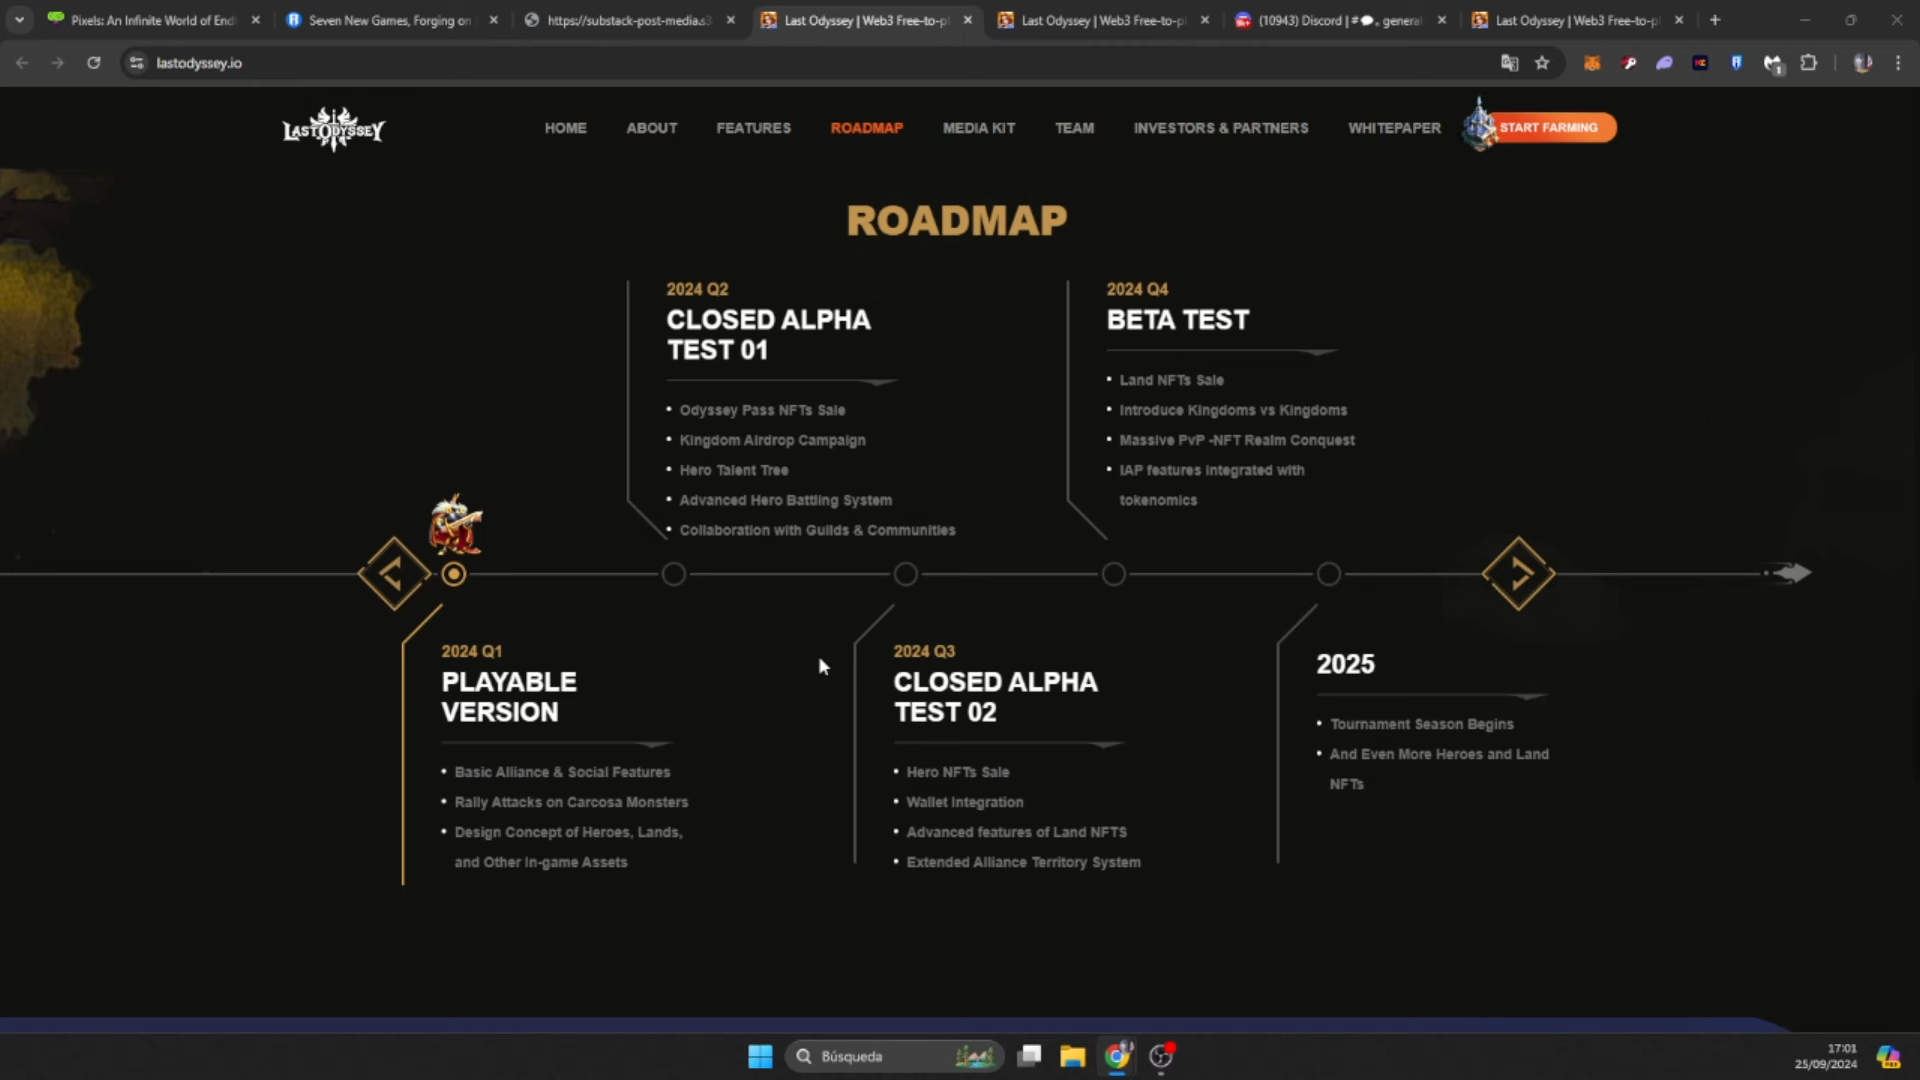 Pixels: An Infinite World of End
Seven New Games, Forging on
https://substack-post-media.s3
Last Odyssey | Web3 Free-to-pl
Last Odyssey | Web3 Free-to-pl
(10943) Discord | # general
Last Odyssey | Web3 Free-to-pl
lastodyssey.io
1
LASTODYSSEY
HOME
ABOUT
FEATURES
ROADMAP
MEDIA KIT
TEAM
INVESTORS & PARTNERS
WHITEPAPER
START FARMING
ROADMAP
2024 Q2
CLOSED ALPHA
TEST 01
• Odyssey Pass NFTs Sale
• Kingdom Airdrop Campaign
• Hero Talent Tree
• Advanced Hero Battling System
• Collaboration with Guilds & Communities
2024 Q4
BETA TEST
• Land NFTs Sale
• Introduce Kingdoms vs Kingdoms
• Massive PvP -NFT Realm Conquest
• IAP features integrated with
tokenomics
2024 Q1
PLAYABLE
VERSION
• Basic Alliance & Social Features
• Rally Attacks on Carcosa Monsters
• Design Concept of Heroes, Lands,
and Other In-game Assets
2024 Q3
CLOSED ALPHA
TEST 02
• Hero NFTs Sale
• Wallet Integration
• Advanced features of Land NFTS
• Extended Alliance Territory System
2025
• Tournament Season Begins
• And Even More Heroes and Land
NFTs
Búsqueda
17:01
25/09/2024